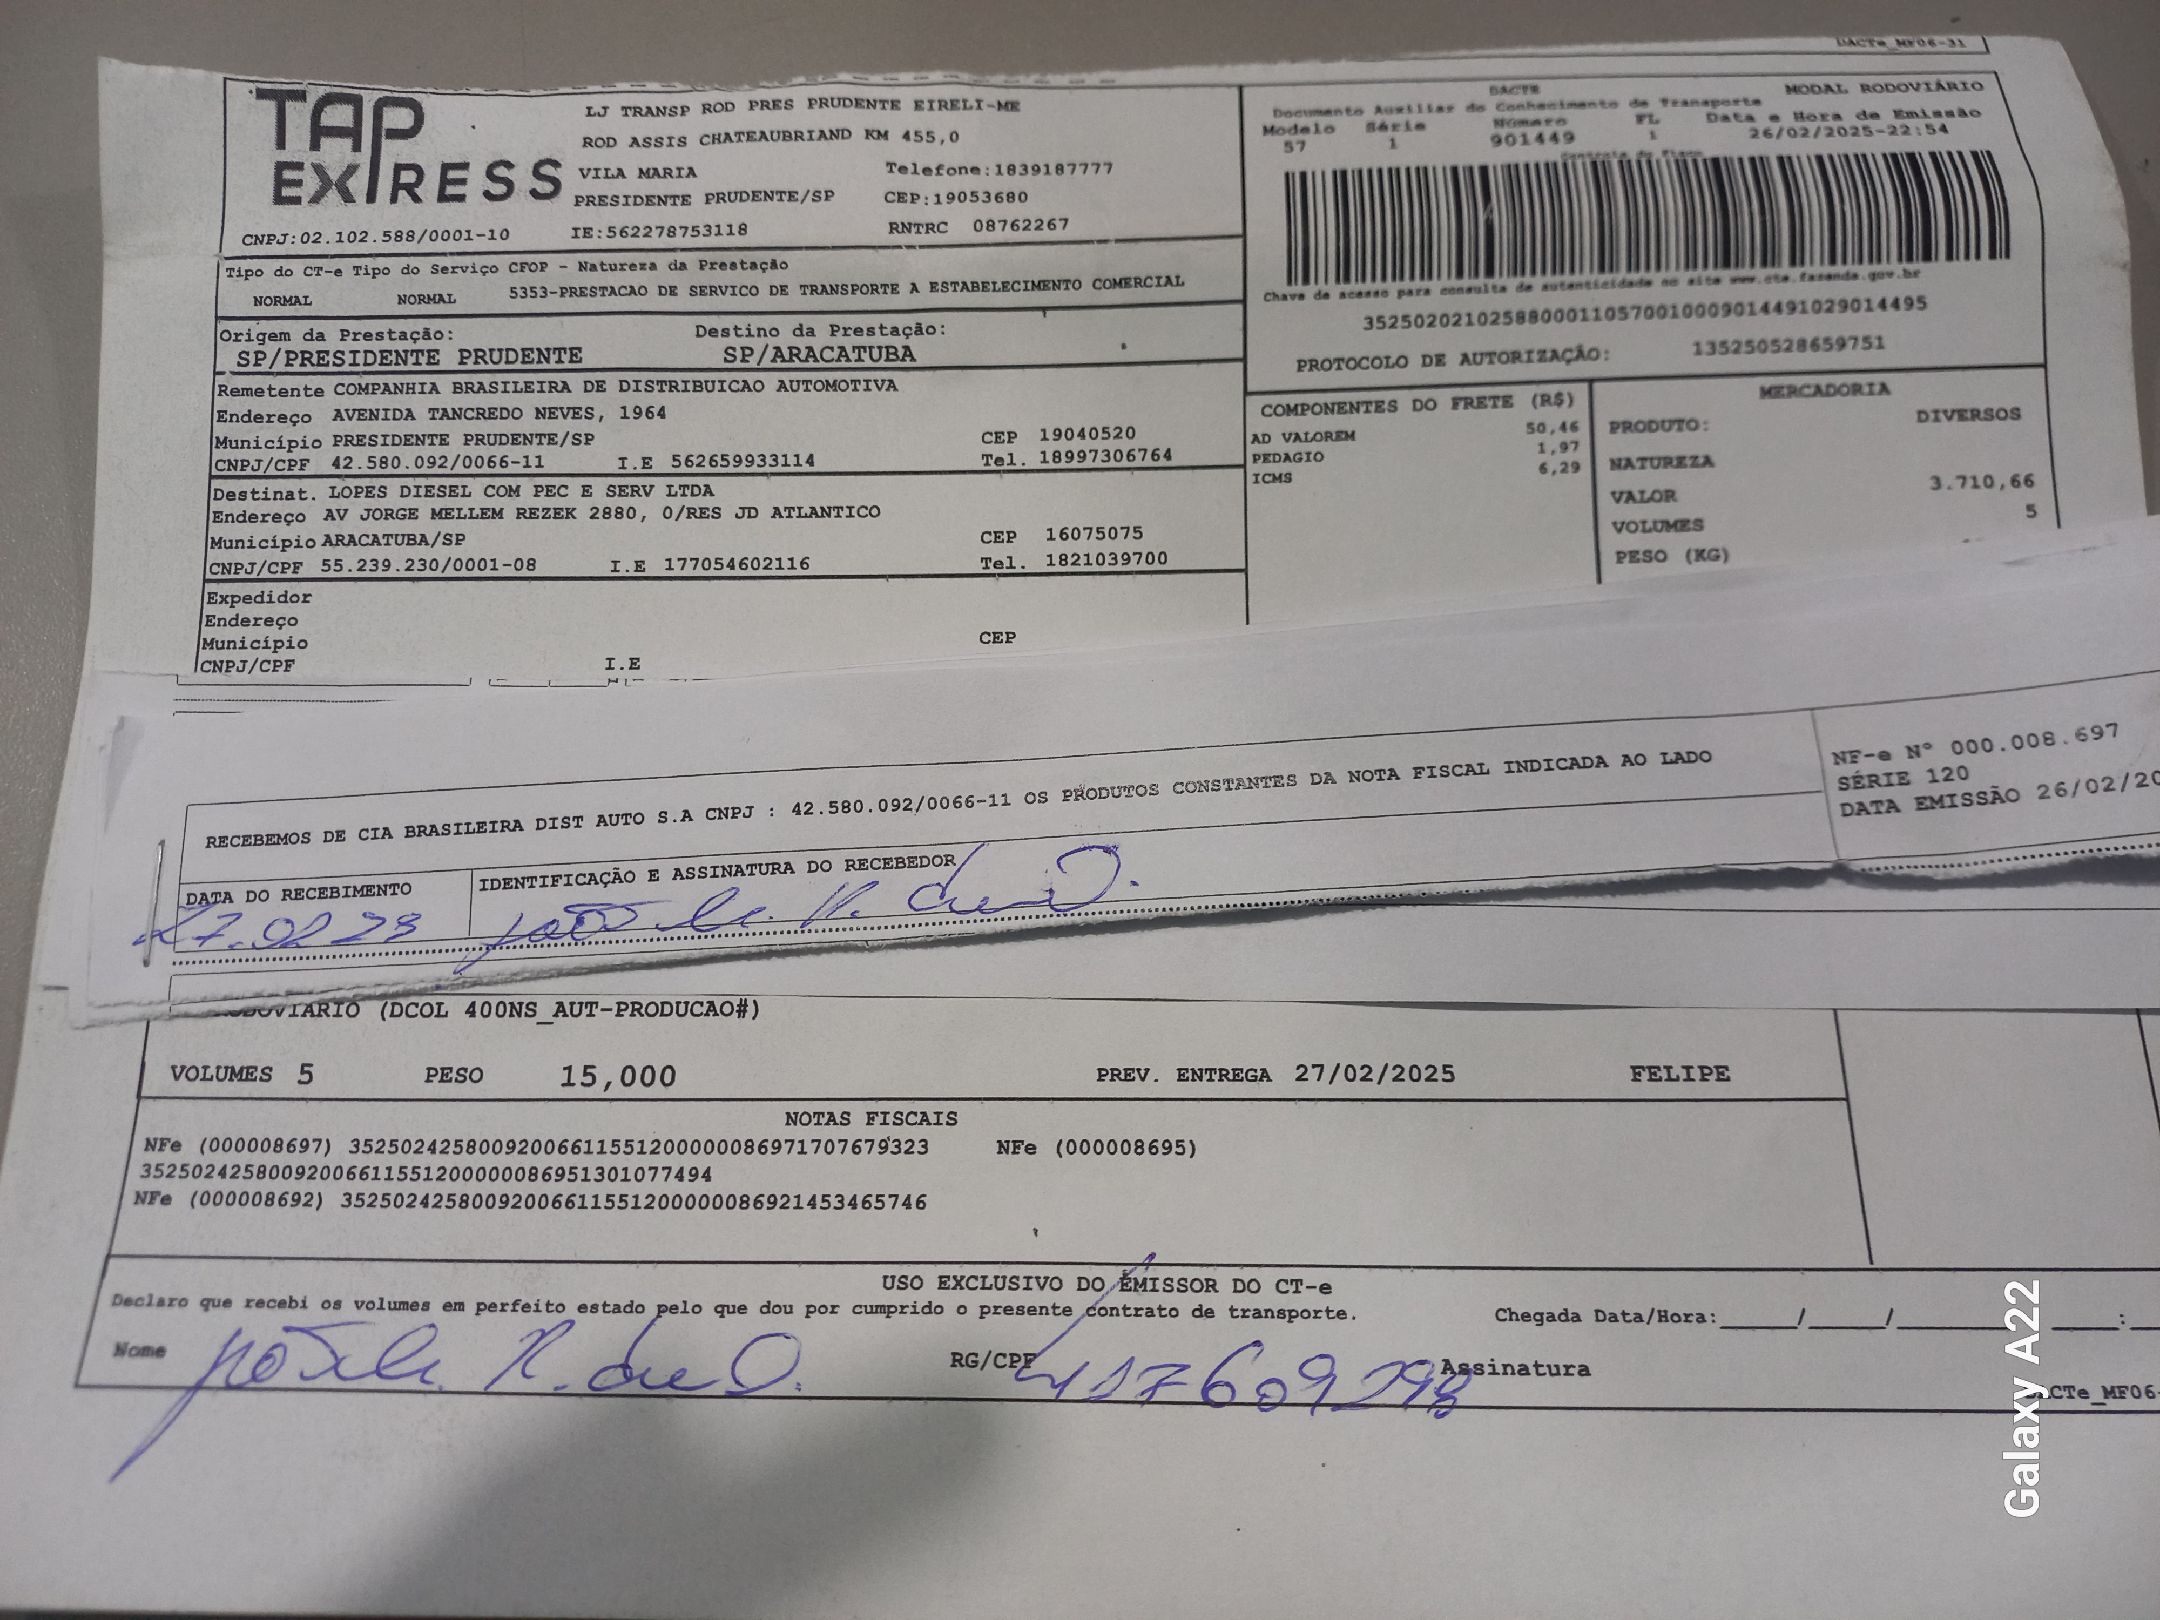 DACTe_MF06-31
TAP EXPRESS
LJ TRANSP ROD PRES PRUDENTE EIRELI-ME
ROD ASSIS CHATEAUBRIAND KM 455,0
VILA MARIA Telefone:1839187777
PRESIDENTE PRUDENTE/SP CEP:19053680
CNPJ:02.102.588/0001-10 IE:562278753118 RNTRC 08762267
DACTE MODAL RODOVIÁRIO
Documento Auxiliar do Conhecimento de Transporte
Modelo Série Número FL Data e Hora de Emissão
57 1 901449 1 26/02/2025-22:54
Controle do Fisco
Chave de acesso para consulta de autenticidade no site www.cte.fazenda.gov.br
35250202102588000110570010009014491029014495
PROTOCOLO DE AUTORIZAÇÃO: 135250528659751
Tipo do CT-e Tipo do Serviço CFOP - Natureza da Prestação
NORMAL NORMAL 5353-PRESTACAO DE SERVICO DE TRANSPORTE A ESTABELECIMENTO COMERCIAL
Origem da Prestação: Destino da Prestação:
SP/PRESIDENTE PRUDENTE SP/ARACATUBA
Remetente COMPANHIA BRASILEIRA DE DISTRIBUICAO AUTOMOTIVA
Endereço AVENIDA TANCREDO NEVES, 1964
Município PRESIDENTE PRUDENTE/SP CEP 19040520
CNPJ/CPF 42.580.092/0066-11 I.E 562659933114 Tel. 18997306764
Destinat. LOPES DIESEL COM PEC E SERV LTDA
Endereço AV JORGE MELLEM REZEK 2880, 0/RES JD ATLANTICO
Município ARACATUBA/SP CEP 16075075
CNPJ/CPF 55.239.230/0001-08 I.E 177054602116 Tel. 1821039700
Expedidor
Endereço
Município CEP
CNPJ/CPF I.E
COMPONENTES DO FRETE (R$)
AD VALOREM 50,46
PEDAGIO 1,97
ICMS 6,29
MERCADORIA
PRODUTO: DIVERSOS
NATUREZA
VALOR 3.710,66
VOLUMES 5
PESO (KG)
RECEBEMOS DE CIA BRASILEIRA DIST AUTO S.A CNPJ : 42.580.092/0066-11 OS PRODUTOS CONSTANTES DA NOTA FISCAL INDICADA AO LADO
NF-e N° 000.008.697
SÉRIE 120
DATA EMISSÃO 26/02/20
DATA DO RECEBIMENTO IDENTIFICAÇÃO E ASSINATURA DO RECEBEDOR
(DCOL 400NS_AUT-PRODUCAO#)
VOLUMES 5 PESO 15,000 PREV. ENTREGA 27/02/2025 FELIPE
NOTAS FISCAIS
NFe (000008697) 35250242580092006611551200000086971707679323 NFe (000008695)
35250242580092006611551200000086951301077494
NFe (000008692) 35250242580092006611551200000086921453465746
USO EXCLUSIVO DO EMISSOR DO CT-e
Declaro que recebi os volumes em perfeito estado pelo que dou por cumprido o presente contrato de transporte. Chegada Data/Hora:____/____/____ ____:
Nome RG/CPF Assinatura
Galaxy A22